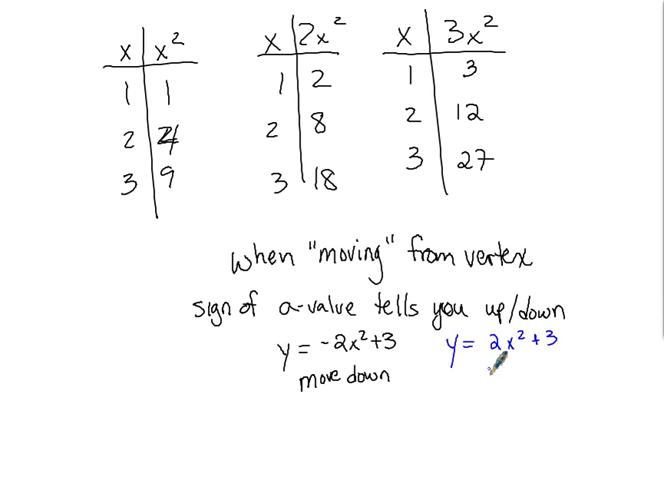 x x² x 2x² x 3x²
1 1 1 2 1 3
2 4 2 8 2 12
3 9 3 18 3 27
when "moving" from vertex
sign of a-value tells you up/down
y = -2x²+3 y = 2x²+3
move down